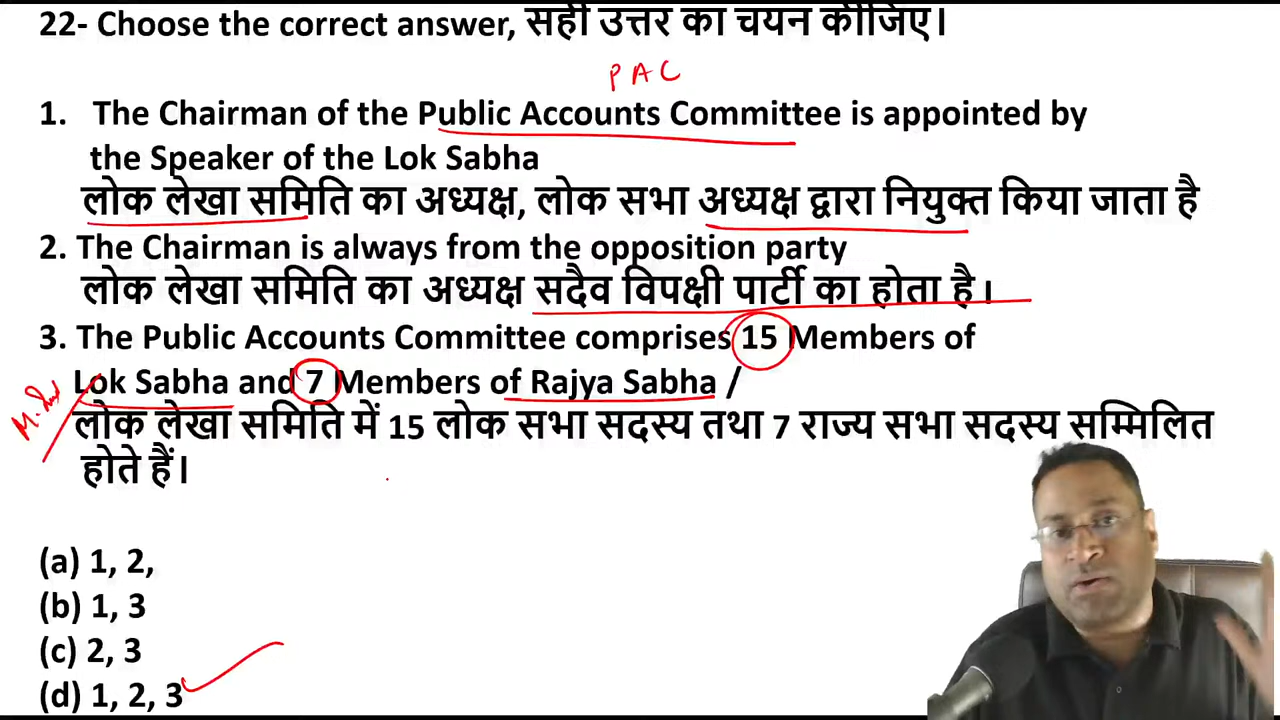 22- Choose the correct answer, सही उत्तर का चयन कीजिए।
PAC
1. The Chairman of the Public Accounts Committee is appointed by
the Speaker of the Lok Sabha
लोक लेखा समिति का अध्यक्ष, लोक सभा अध्यक्ष द्वारा नियुक्त किया जाता है
2. The Chairman is always from the opposition party
लोक लेखा समिति का अध्यक्ष सदैव विपक्षी पार्टी का होता है।
3. The Public Accounts Committee comprises 15 Members of
Lok Sabha and 7 Members of Rajya Sabha /
लोक लेखा समिति में 15 लोक सभा सदस्य तथा 7 राज्य सभा सदस्य सम्मिलित
होते हैं।
(a) 1, 2,
(b) 1, 3
(c) 2, 3
(d) 1, 2, 3